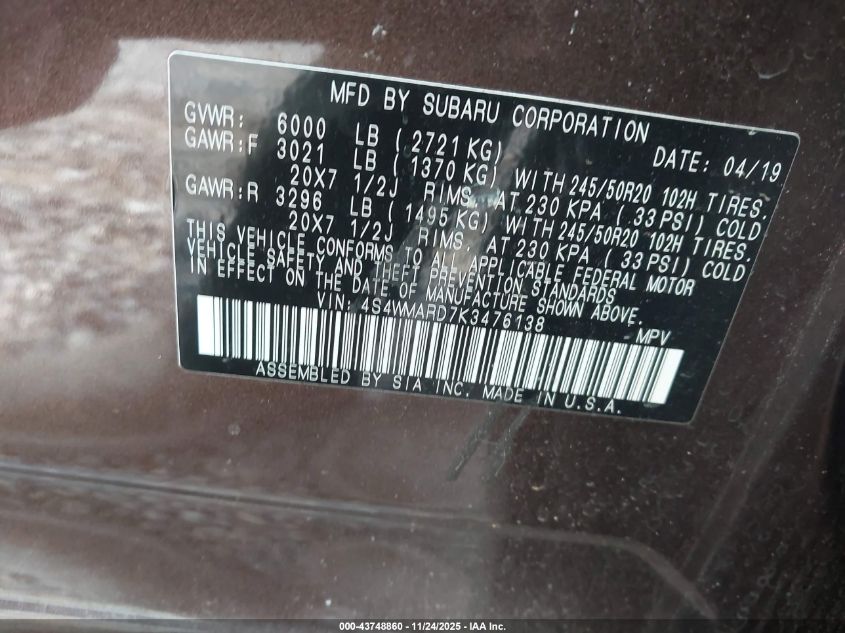 MFD BY SUBARU CORPORATION
DATE: 04/19
GVWR: 6000 LB (2721 KG)
GAWR:F 3021 LB (1370 KG) WITH 245/50R20 102H TIRES,
20X7 1/2J RIMS, AT 230 KPA (33 PSI) COLD
GAWR:R 3296 LB (1495 KG) WITH 245/50R20 102H TIRES,
20X7 1/2J RIMS, AT 230 KPA (33 PSI) COLD
THIS VEHICLE CONFORMS TO ALL APPLICABLE FEDERAL MOTOR
VEHICLE SAFETY AND THEFT PREVENTION STANDARDS
IN EFFECT ON THE DATE OF MANUFACTURE SHOWN ABOVE.
VIN: 4S4WMARD7K3476138
MPV
ASSEMBLED BY SIA INC. MADE IN U.S.A.
000-43748860 - 11/24/2025 - IAA Inc.